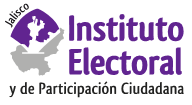 Jalisco
Instituto
Electoral
y de Participación Ciudadana